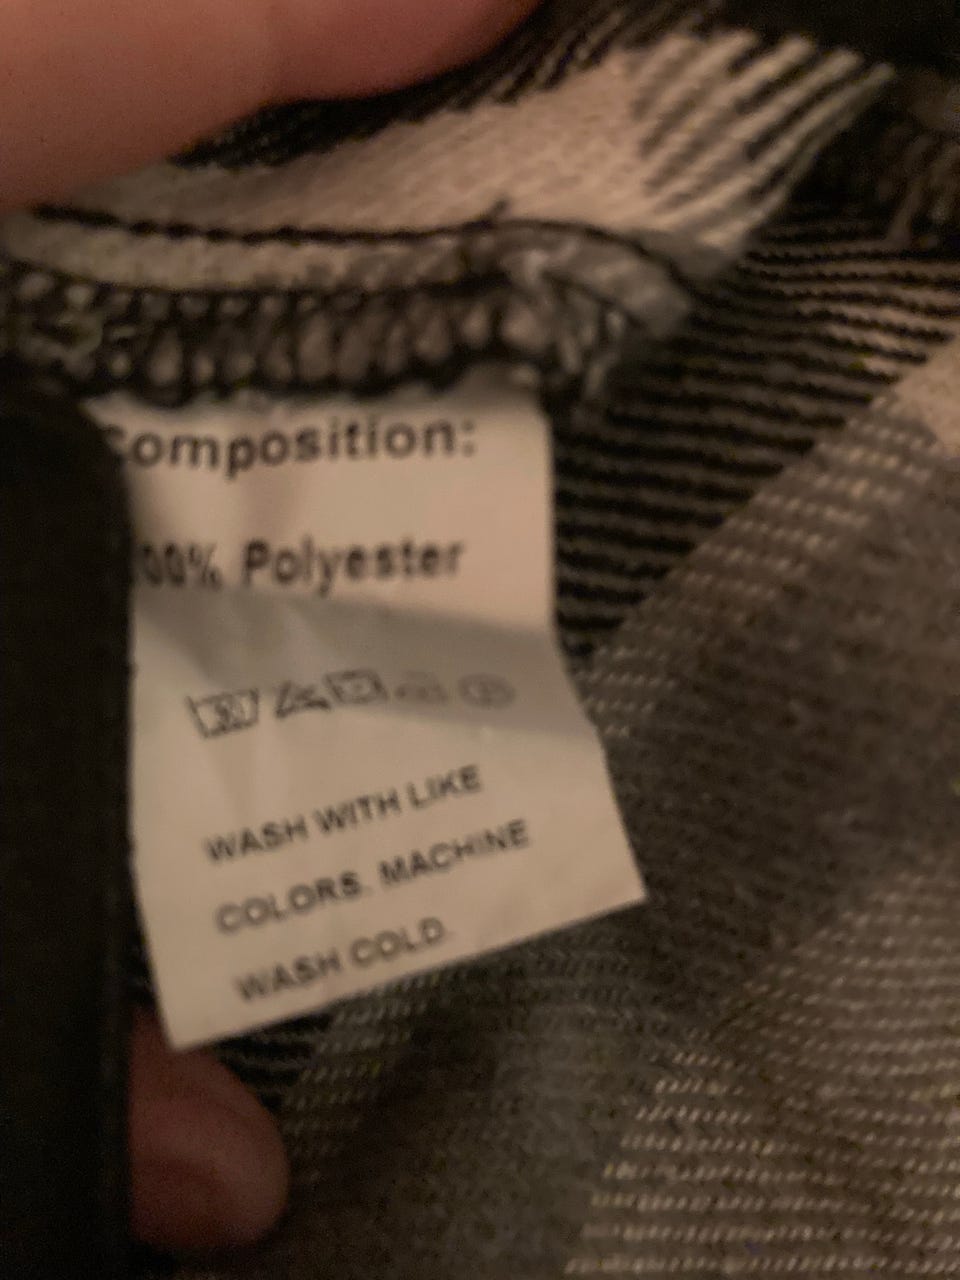 Composition:
00% Polyester
WASH WITH LIKE
COLORS. MACHINE
WASH COLD.